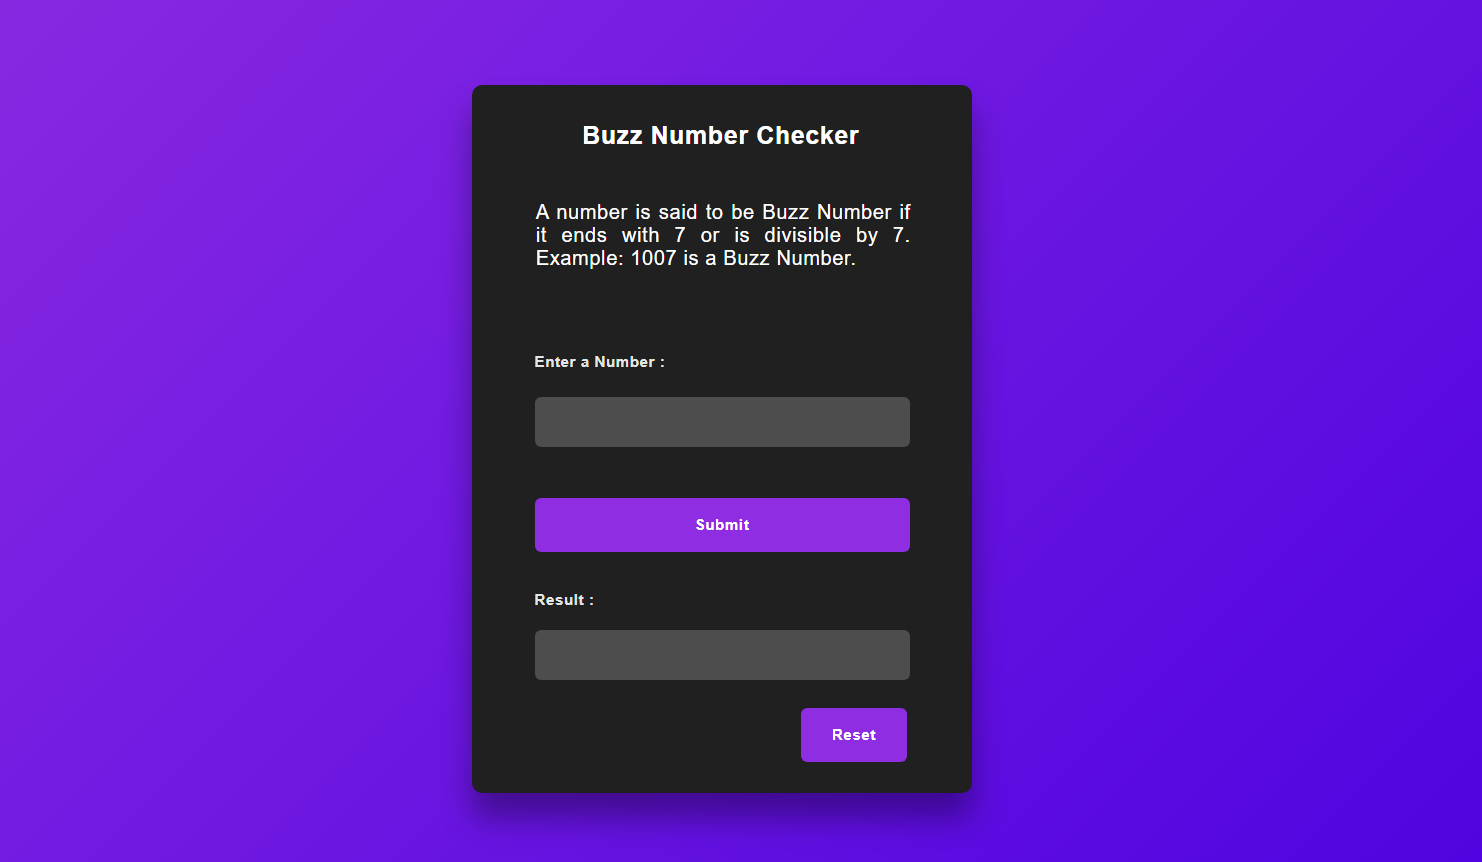 Buzz Number Checker
A number is said to be Buzz Number if
it ends with 7 or is divisible by 7.
Example: 1007 is a Buzz Number.
Enter a Number :
Submit
Result :
Reset